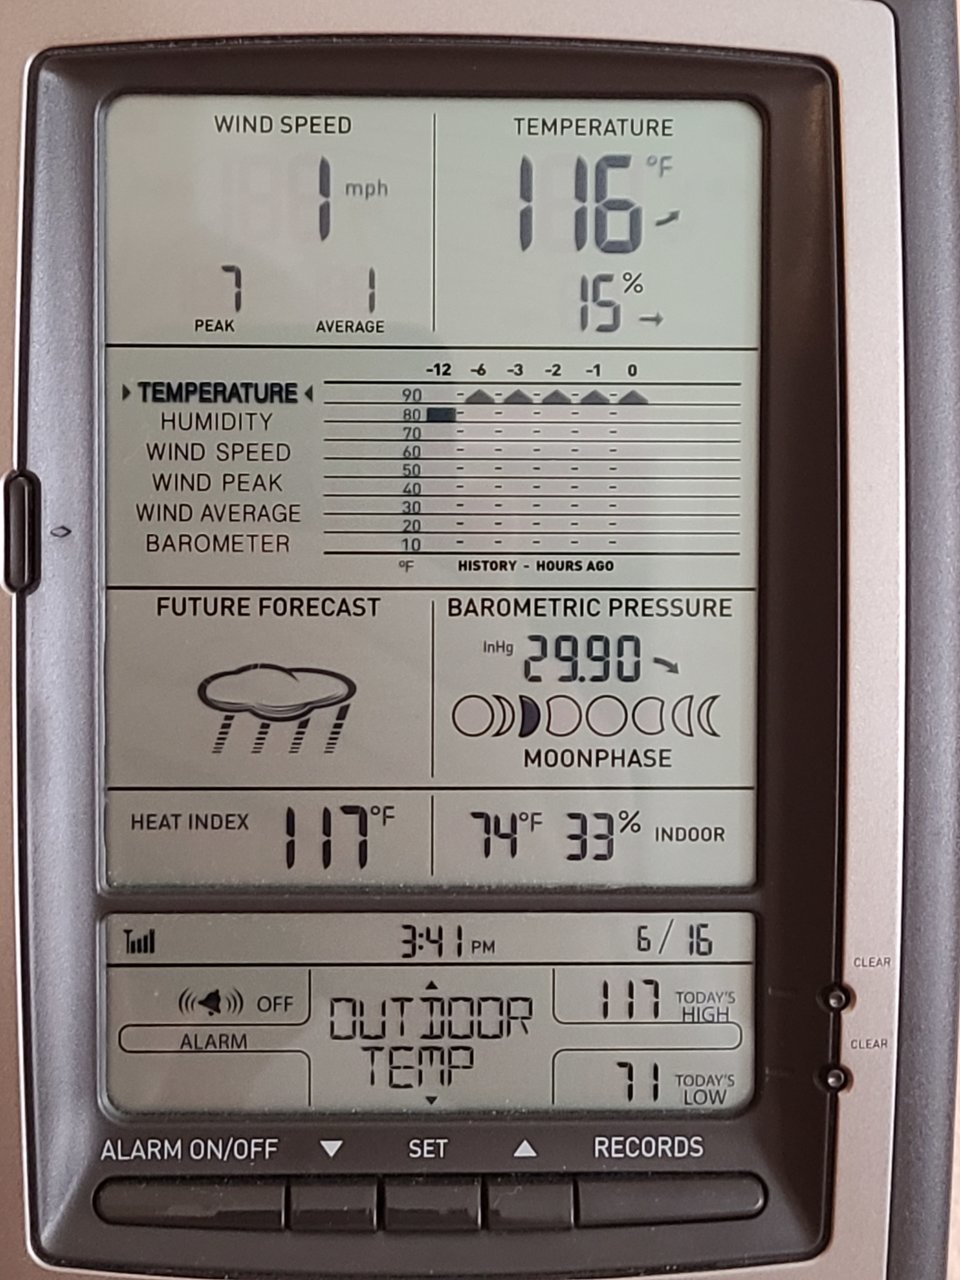 WIND SPEED TEMPERATURE
1 mph 116 °F
7 1 15 %
PEAK AVERAGE
-12 -6 -3 -2 -1 0
TEMPERATURE 90
HUMIDITY 80
70
WIND SPEED 60
50
WIND PEAK 40
WIND AVERAGE 30
20
BAROMETER 10
°F HISTORY - HOURS AGO
FUTURE FORECAST BAROMETRIC PRESSURE
InHg 29.90
MOONPHASE
HEAT INDEX 117 °F 74°F 33% INDOOR
3:41 PM 6/16
OFF OUTDOOR 117 TODAY'S HIGH
ALARM TEMP 71 TODAY'S LOW
CLEAR
CLEAR
ALARM ON/OFF ▼ SET ▲ RECORDS